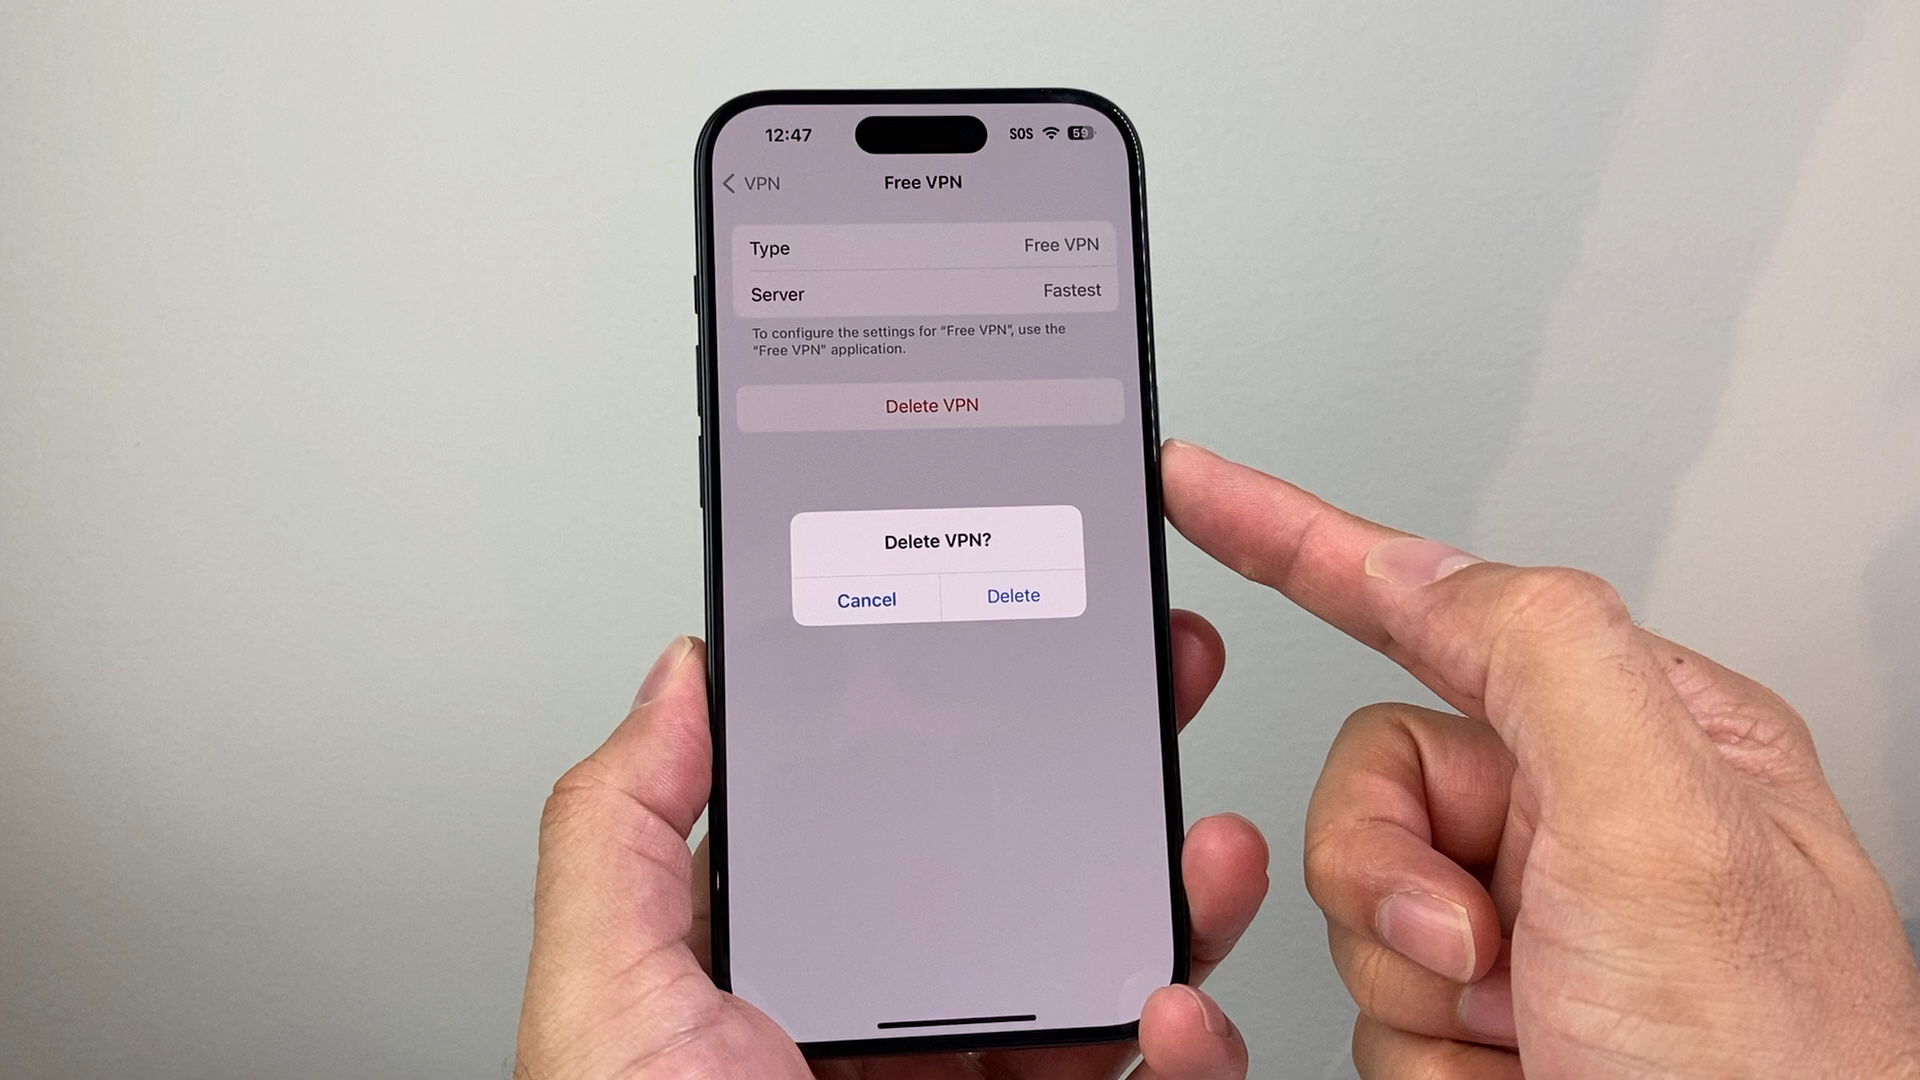 12:47 SOS 59
VPN Free VPN
Type Free VPN
Server Fastest
To configure the settings for “Free VPN”, use the
“Free VPN” application.
Delete VPN
Delete VPN?
Cancel Delete